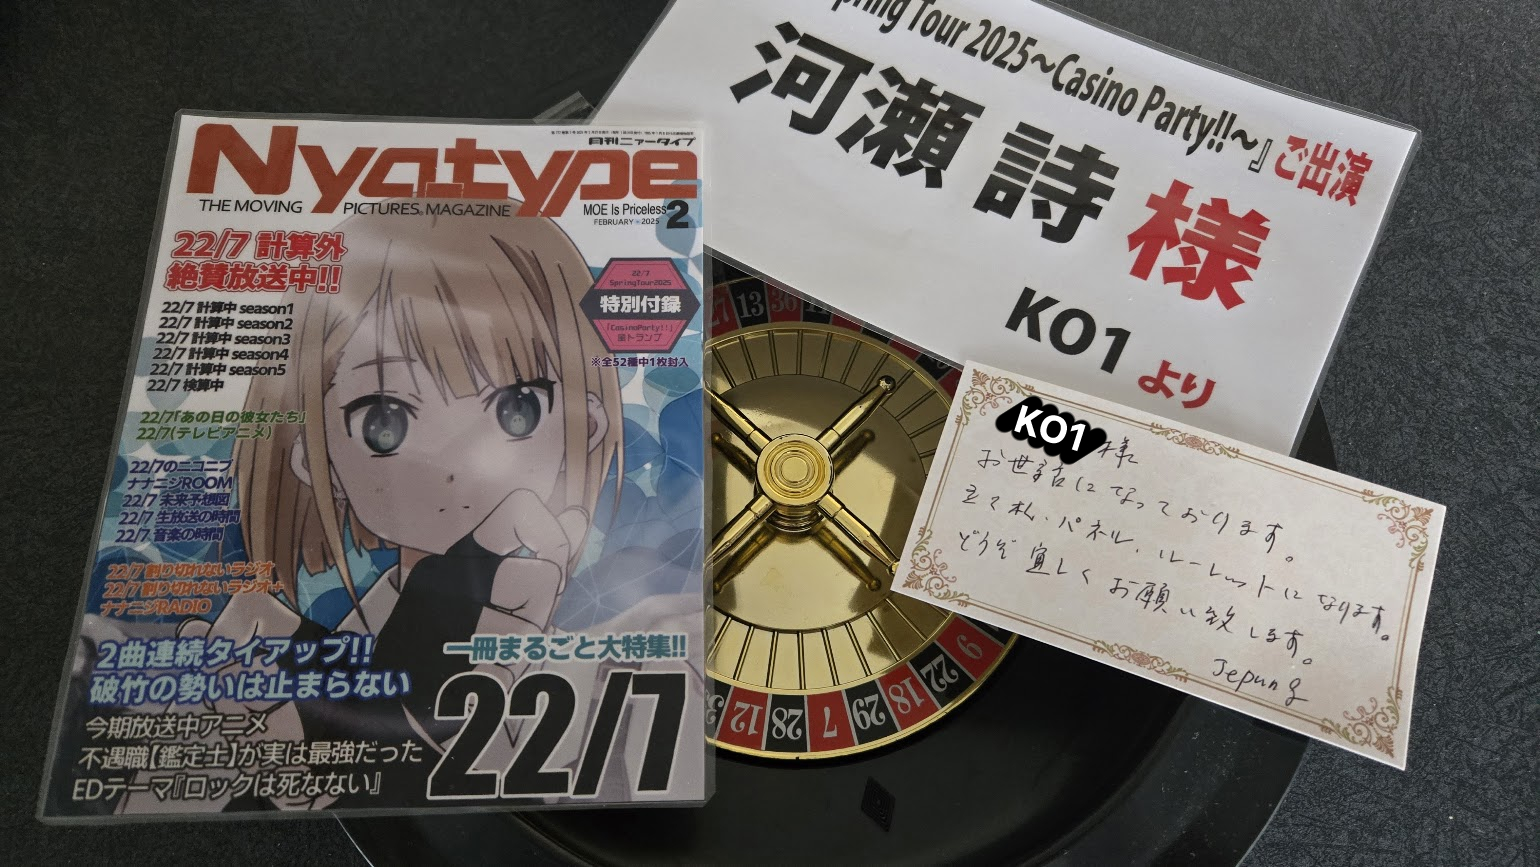 月刊ニャータイプ
Nyatype
THE MOVING PICTURES MAGAZINE
MOE Is Priceless
FEBRUARY 2025
2
22/7 計算外
絶賛放送中!!
22/7 計算中 season1
22/7 計算中 season2
22/7 計算中 season3
22/7 計算中 season4
22/7 計算中 season5
22/7 検算中
22/7「あの日の彼女たち」
22/7(テレビアニメ)
22/7のニコニブ
ナナニジROOM
22/7 未来予想図
22/7 生放送の時間
22/7 音楽の時間
22/7 割り切れないラジオ
22/7 割り切れないラジオ+
ナナニジRADIO
22/7
SpringTour2025
特別付録
「CasinoParty!!」
風トランプ
※全52種中1枚封入
2曲連続タイアップ!!
破竹の勢いは止まらない
今期放送中アニメ
不遇職【鑑定士】が実は最強だった
EDテーマ『ロックは死なない』
一冊まるごと大特集!!
22/7
Spring Tour 2025~Casino Party!!~』ご出演
河瀬 詩 様
KO1 より
KO1 様
お世話になっております。
立て札・パネル・ルーレットになります。
どうぞ宜しくお願い致します。
Jepung
27 13 36
9
22
18
29
7
28
12